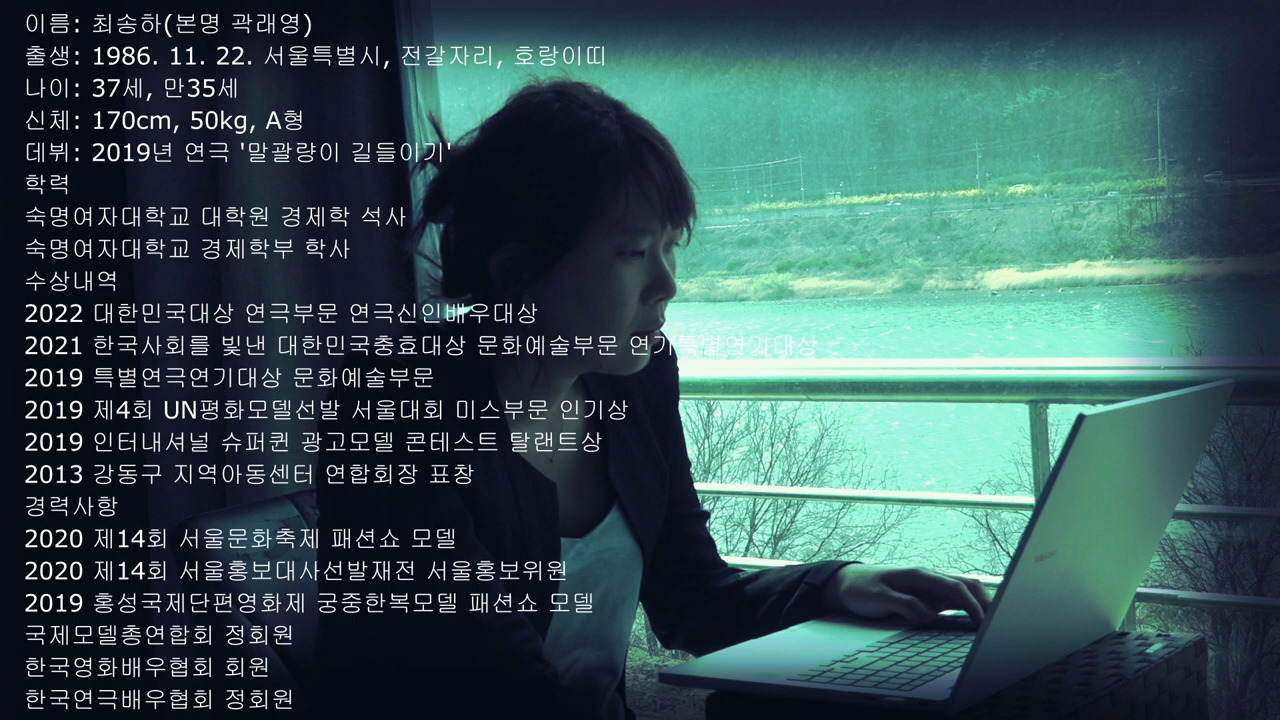 이름: 최송하(본명 곽래영)
출생: 1986. 11. 22. 서울특별시, 전갈자리, 호랑이띠
나이: 37세, 만35세
신체: 170cm, 50kg, A형
데뷔: 2019년 연극 '말괄량이 길들이기'
학력
숙명여자대학교 대학원 경제학 석사
숙명여자대학교 경제학부 학사
수상내역
2022 대한민국대상 연극부문 연극신인배우대상
2021 한국사회를 빛낸 대한민국충효대상 문화예술부문 연기특별연기대상
2019 특별연극연기대상 문화예술부문
2019 제4회 UN평화모델선발 서울대회 미스부문 인기상
2019 인터내셔널 슈퍼퀸 광고모델 콘테스트 탈랜트상
2013 강동구 지역아동센터 연합회장 표창
경력사항
2020 제14회 서울문화축제 패션쇼 모델
2020 제14회 서울홍보대사선발재전 서울홍보위원
2019 홍성국제단편영화제 궁중한복모델 패션쇼 모델
국제모델총연합회 정회원
한국영화배우협회 회원
한국연극배우협회 정회원